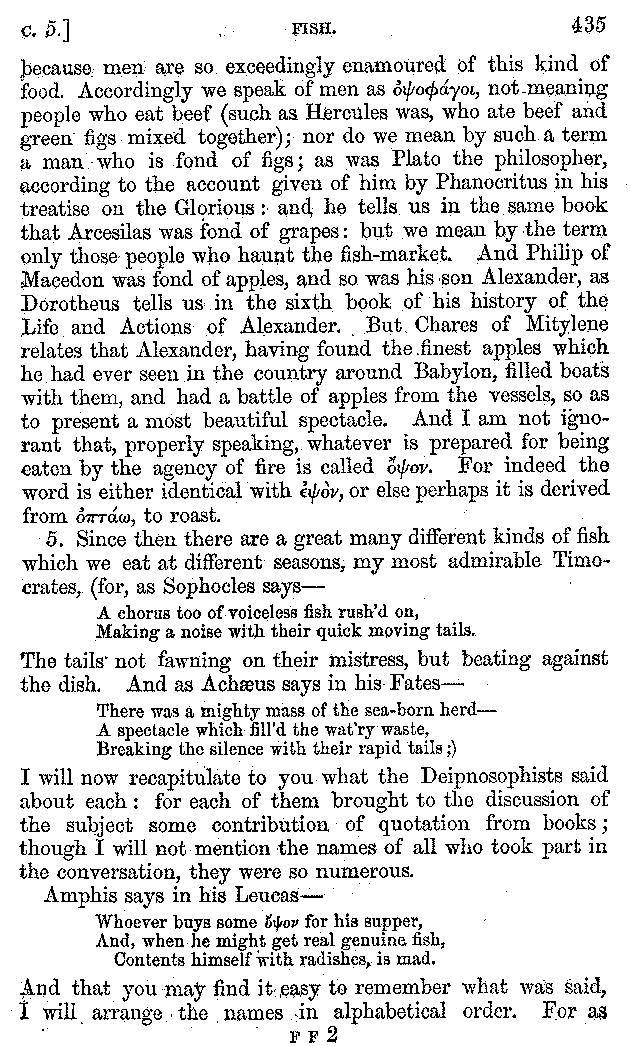 c. 5.] FISH. 435
because men are so exceedingly enamoured of this kind of
food. Accordingly we speak of men as ὀψοφάγοι, not meaning
people who eat beef (such as Hercules was, who ate beef and
green figs mixed together); nor do we mean by such a term
a man who is fond of figs; as was Plato the philosopher,
according to the account given of him by Phanocritus in his
treatise on the Glorious: and he tells us in the same book
that Arcesilas was fond of grapes: but we mean by the term
only those people who haunt the fish-market. And Philip of
Macedon was fond of apples, and so was his son Alexander, as
Dorotheus tells us in the sixth book of his history of the
Life and Actions of Alexander. But Chares of Mitylene
relates that Alexander, having found the finest apples which
he had ever seen in the country around Babylon, filled boats
with them, and had a battle of apples from the vessels, so as
to present a most beautiful spectacle. And I am not igno-
rant that, properly speaking, whatever is prepared for being
eaten by the agency of fire is called ὄψον. For indeed the
word is either identical with ἑψὸν, or else perhaps it is derived
from ὀπτάω, to roast.
5. Since then there are a great many different kinds of fish
which we eat at different seasons, my most admirable Timo-
crates, (for, as Sophocles says—
A chorus too of voiceless fish rush'd on,
Making a noise with their quick moving tails.
The tails not fawning on their mistress, but beating against
the dish. And as Achæus says in his Fates—
There was a mighty mass of the sea-born herd—
A spectacle which fill'd the wat'ry waste,
Breaking the silence with their rapid tails;)
I will now recapitulate to you what the Deipnosophists said
about each: for each of them brought to the discussion of
the subject some contribution of quotation from books;
though I will not mention the names of all who took part in
the conversation, they were so numerous.
Amphis says in his Leucas—
Whoever buys some ὄψον for his supper,
And, when he might get real genuine fish,
Contents himself with radishes, is mad.
And that you may find it easy to remember what was said,
I will arrange the names in alphabetical order. For as
F F 2